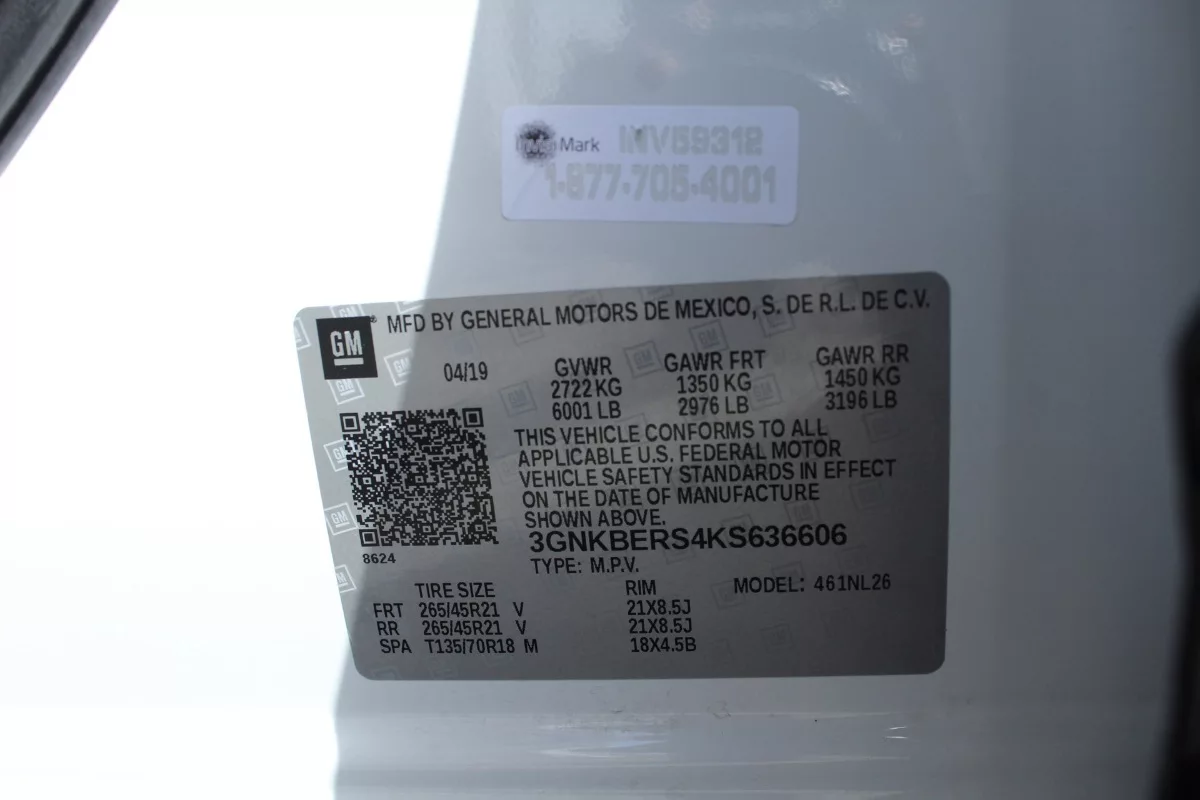 Mark INV59312
1-877-705-4001
GM
MFD BY GENERAL MOTORS DE MEXICO, S. DE R.L. DE C.V.
04/19 GVWR GAWR FRT GAWR RR
2722 KG 1350 KG 1450 KG
6001 LB 2976 LB 3196 LB
THIS VEHICLE CONFORMS TO ALL
APPLICABLE U.S. FEDERAL MOTOR
VEHICLE SAFETY STANDARDS IN EFFECT
ON THE DATE OF MANUFACTURE
SHOWN ABOVE.
3GNKBERS4KS636606
8624
TYPE: M.P.V.
TIRE SIZE RIM MODEL: 461NL26
FRT 265/45R21 V 21X8.5J
RR 265/45R21 V 21X8.5J
SPA T135/70R18 M 18X4.5B